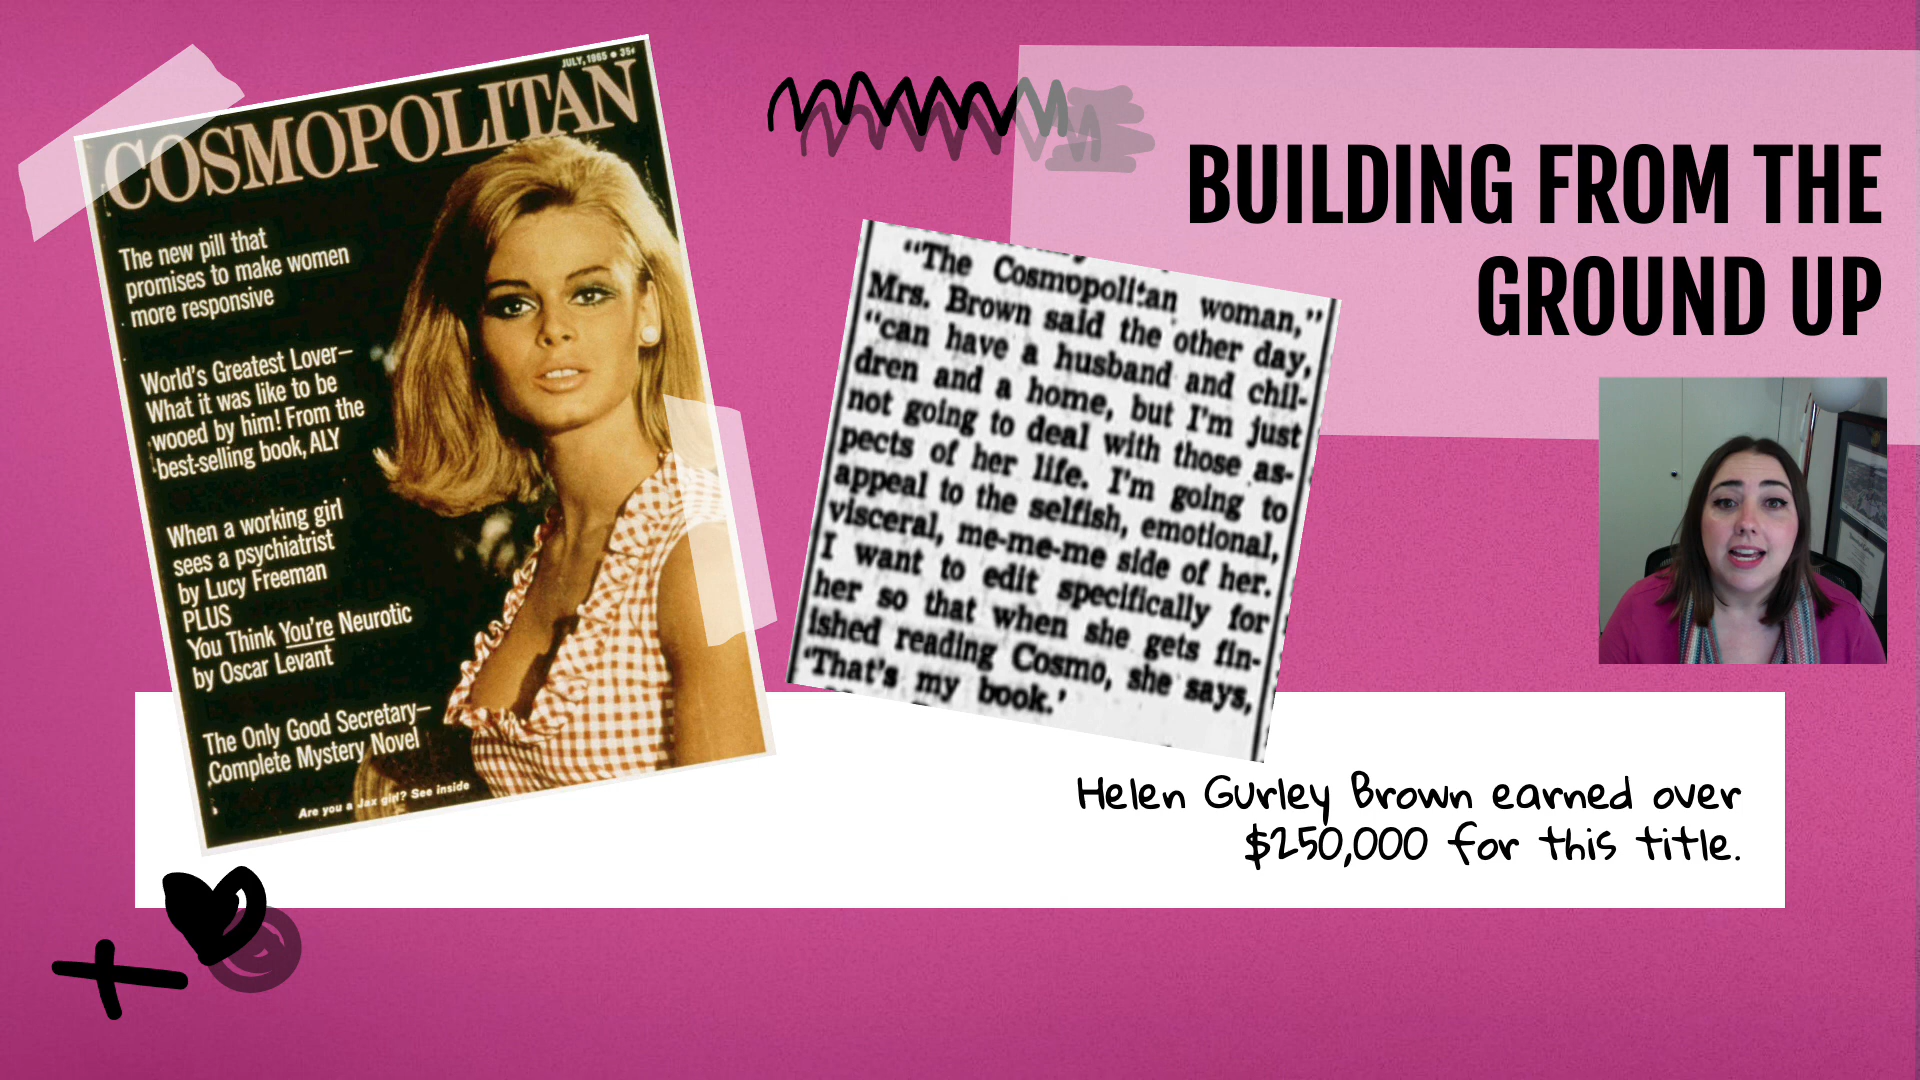 JULY, 1965 • 35¢
COSMOPOLITAN
The new pill that
promises to make women
more responsive
World's Greatest Lover—
What it was like to be
wooed by him! From the
best-selling book, ALY
When a working girl
sees a psychiatrist
by Lucy Freeman
PLUS
You Think You're Neurotic
by Oscar Levant
The Only Good Secretary—
Complete Mystery Novel
Are you a Jax girl? See inside
“The Cosmopolitan woman,”
Mrs. Brown said the other day,
“can have a husband and chil-
dren and a home, but I'm just
not going to deal with those as-
pects of her life. I'm going to
appeal to the selfish, emotional,
visceral, me-me-me side of her.
I want to edit specifically for
her so that when she gets fin-
ished reading Cosmo, she says,
‘That's my book.’
BUILDING FROM THE
GROUND UP
Helen Gurley Brown earned over
$250,000 for this title.